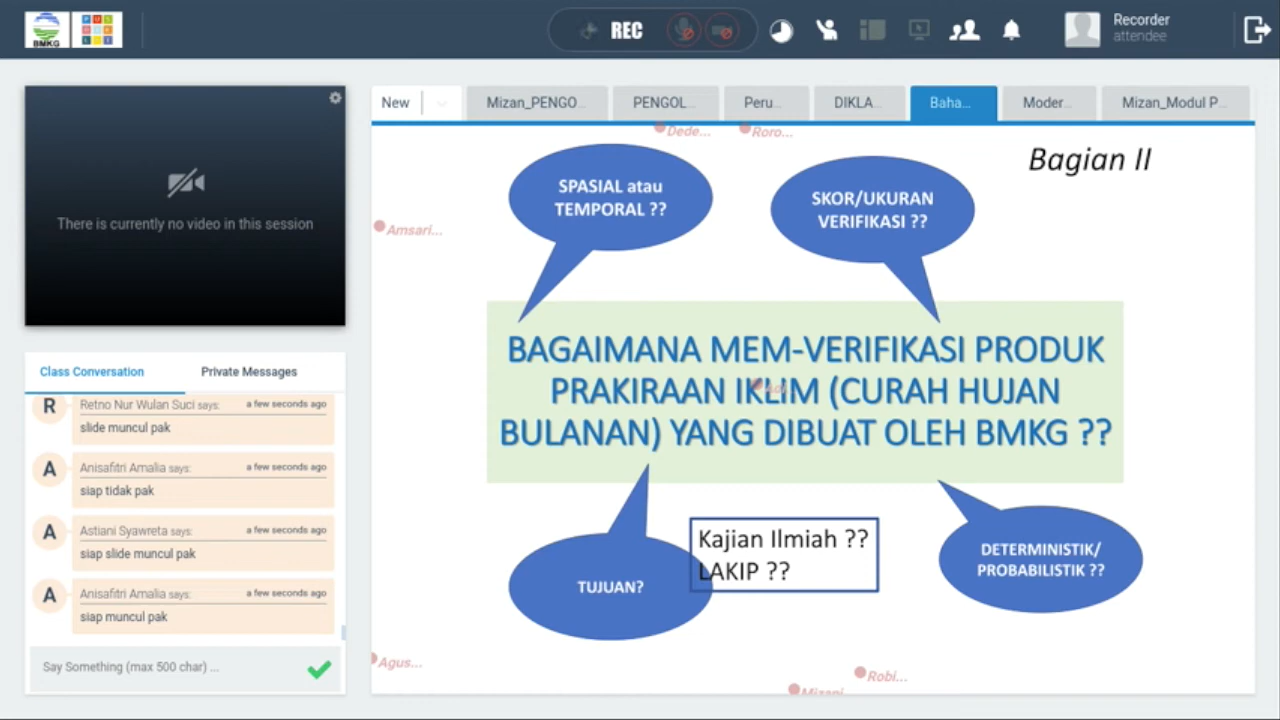 BMKG
REC
Recorder
attendee
There is currently no video in this session
New
Mizan_PENGO...
PENGOL...
Peru...
DIKLA...
Baha...
Moder...
Mizan_Modul P...
Dede...
Roro...
Bagian II
SPASIAL atau
TEMPORAL ??
SKOR/UKURAN
VERIFIKASI ??
Amsari...
BAGAIMANA MEM-VERIFIKASI PRODUK
PRAKIRAAN IKLIM (CURAH HUJAN
BULANAN) YANG DIBUAT OLEH BMKG ??
Kajian Ilmiah ??
LAKIP ??
TUJUAN?
DETERMINISTIK/
PROBABILISTIK ??
Agus...
Robi...
Class Conversation
Private Messages
R
Retno Nur Wulan Suci says:
a few seconds ago
slide muncul pak
A
Anisafitri Amalia says:
a few seconds ago
siap tidak pak
A
Astiani Syawreta says:
a few seconds ago
siap slide muncul pak
A
Anisafitri Amalia says:
a few seconds ago
siap muncul pak
Say Something (max 500 char) ...